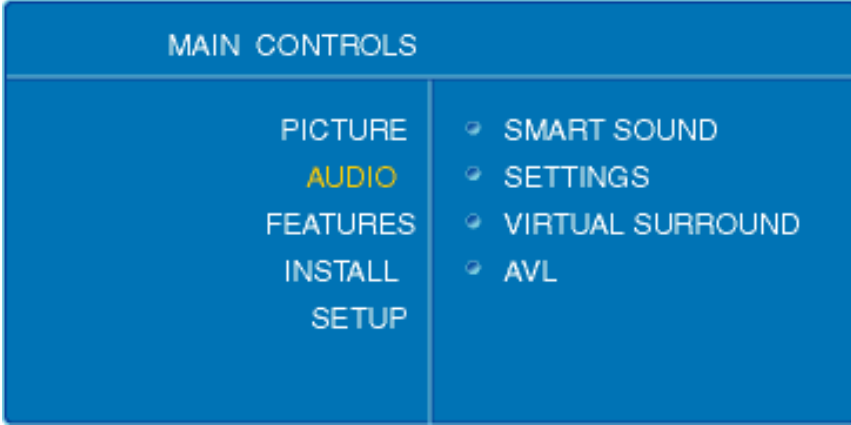 MAIN CONTROLS
PICTURE
AUDIO
FEATURES
INSTALL
SETUP
SMART SOUND
SETTINGS
VIRTUAL SURROUND
AVL